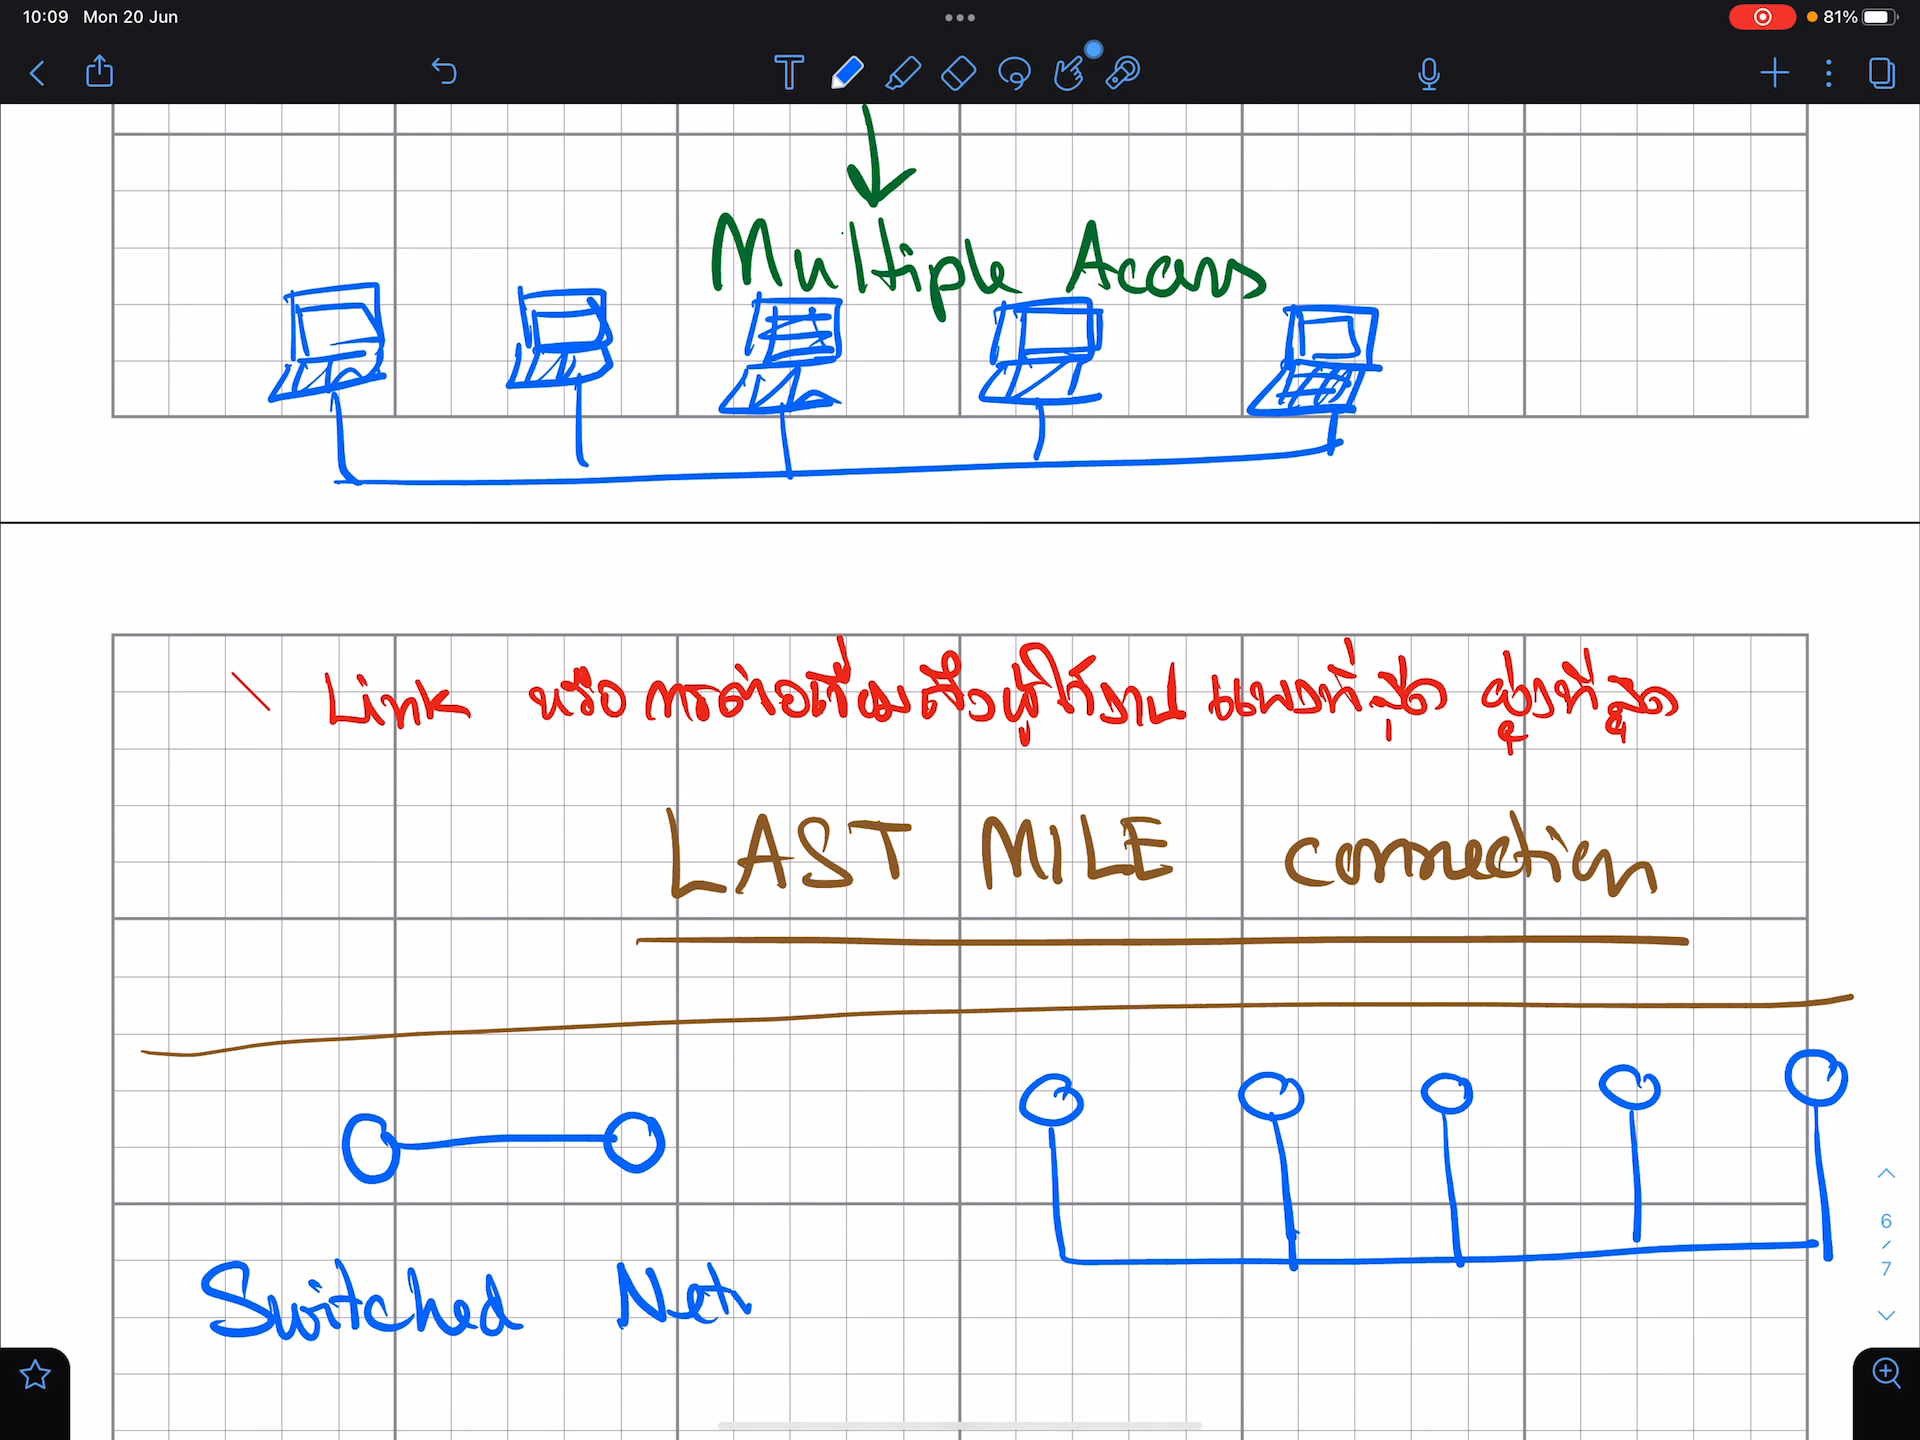 10:09 Mon 20 Jun
81%
Multiple Access
Link หรือ การต่อเชื่อมถึงผู้ใช้งาน แพงที่สุด ยุ่งที่สุด
LAST MILE connection
Switched Net
6
/
7